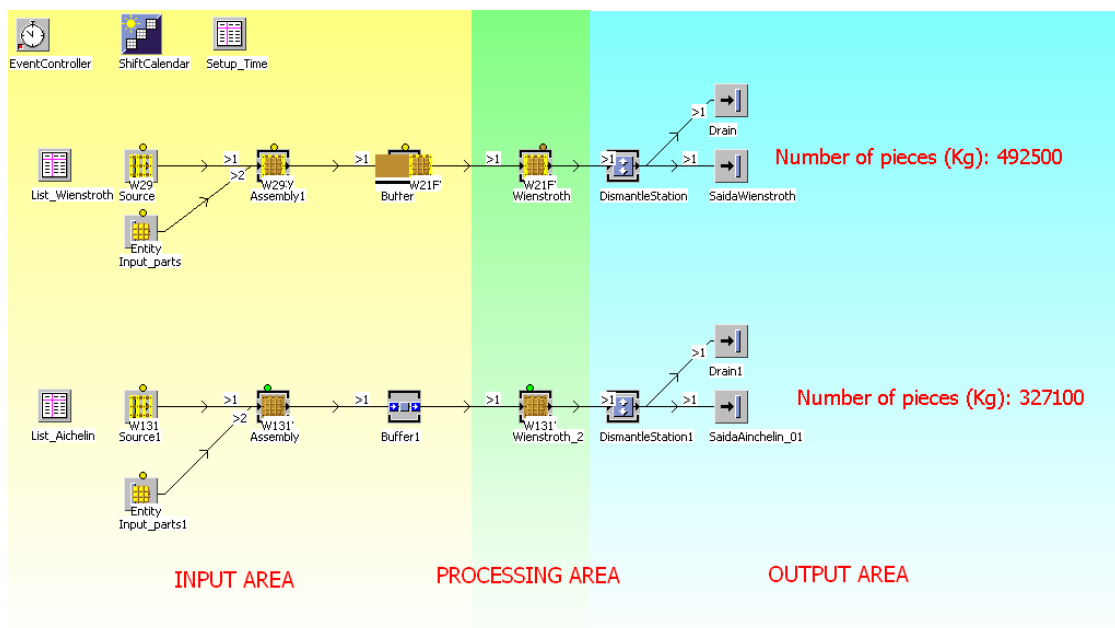 EventController
ShiftCalendar
Setup_Time
>1
Drain
>1
>1
>1
>1
>1
Number of pieces (Kg): 492500
>2
List_Wienstroth
W29
Source
Assembly1
W21F'
Buffer
W21F'
Wienstroth
DismantleStation
SaidaWienstroth
Entity
Input_parts
>1
Drain1
>1
>1
>1
>1
>1
Number of pieces (Kg): 327100
>2
List_Aichelin
W131
Source1
W131'
Assembly
Buffer1
W131'
Wienstroth_2
DismantleStation1
SaidaAinchelin_01
Entity
Input_parts1
INPUT AREA
PROCESSING AREA
OUTPUT AREA